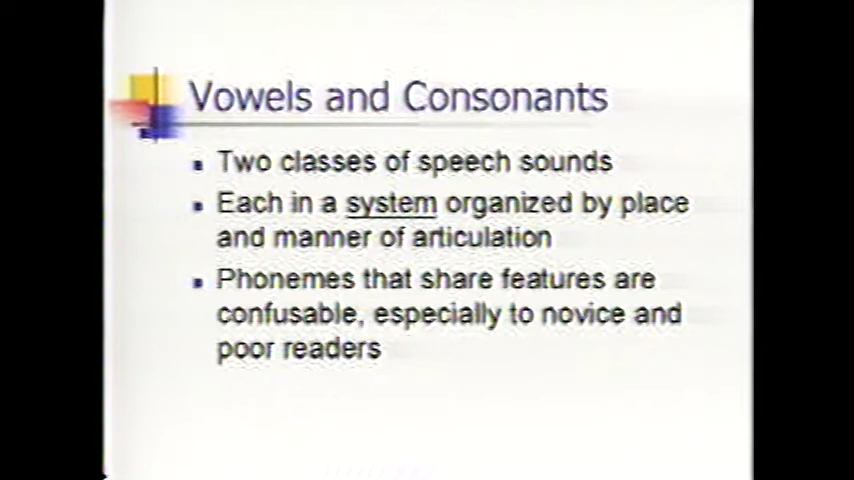 Vowels and Consonants
Two classes of speech sounds
Each in a system organized by place
and manner of articulation
Phonemes that share features are
confusable, especially to novice and
poor readers